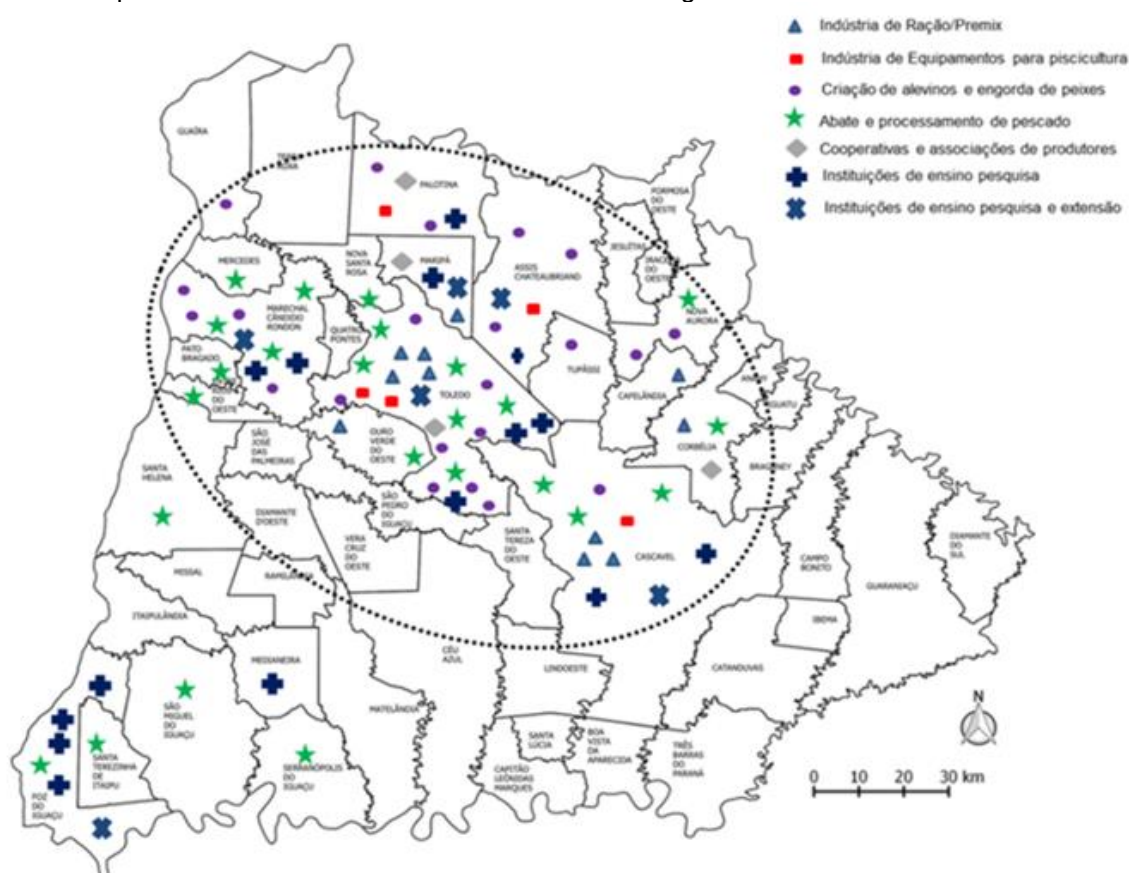 Indústria de Ração/Premix
Indústria de Equipamentos para piscicultura
Criação de alevinos e engorda de peixes
Abate e processamento de pescado
Cooperativas e associações de produtores
Instituições de ensino pesquisa
Instituições de ensino pesquisa e extensão
GUAÍRA
PALOTINA
FORMOSA
DO
OESTE
JESUÍTAS
MERCEDES
NOVA
SANTA
ROSA
MARIPÁ
ASSIS
CHATEAUBRIAND
NOVA
AURORA
MARECHAL
CÂNDIDO
RONDON
QUATRO
PONTES
PATO
BRAGADO
TUPÃSSI
TOLEDO
CAFELÂNDIA
IGUATU
DO
OESTE
OURO
VERDE
DO
OESTE
CORBÉLIA
BRAGANEY
SÃO
JOSÉ
DAS
PALMEIRAS
SANTA
HELENA
SÃO
PEDRO
DO
IGUAÇU
DIAMANTE
D'OESTE
SANTA
TEREZA
DO
OESTE
VERA
CRUZ
DO
OESTE
CASCAVEL
CAMPO
BONITO
DIAMANTE
DO
SUL
GUARANIAÇU
MISSAL
RAMILÂNDIA
ITAIPULÂNDIA
IBEMA
MEDIANEIRA
CÉU
AZUL
LINDOESTE
CATANDUVAS
SÃO
MIGUEL
DO
IGUAÇU
MATELÂNDIA
SANTA
LÚCIA
BOA
VISTA
DA
APARECIDA
TRÊS
BARRAS
DO
PARANÁ
SANTA
TEREZINHA
DE
ITAIPU
SERRANÓPOLIS
DO
IGUAÇU
CAPITÃO
LEÔNIDAS
MARQUES
FOZ
DO
IGUAÇU
N
0 10 20 30 km